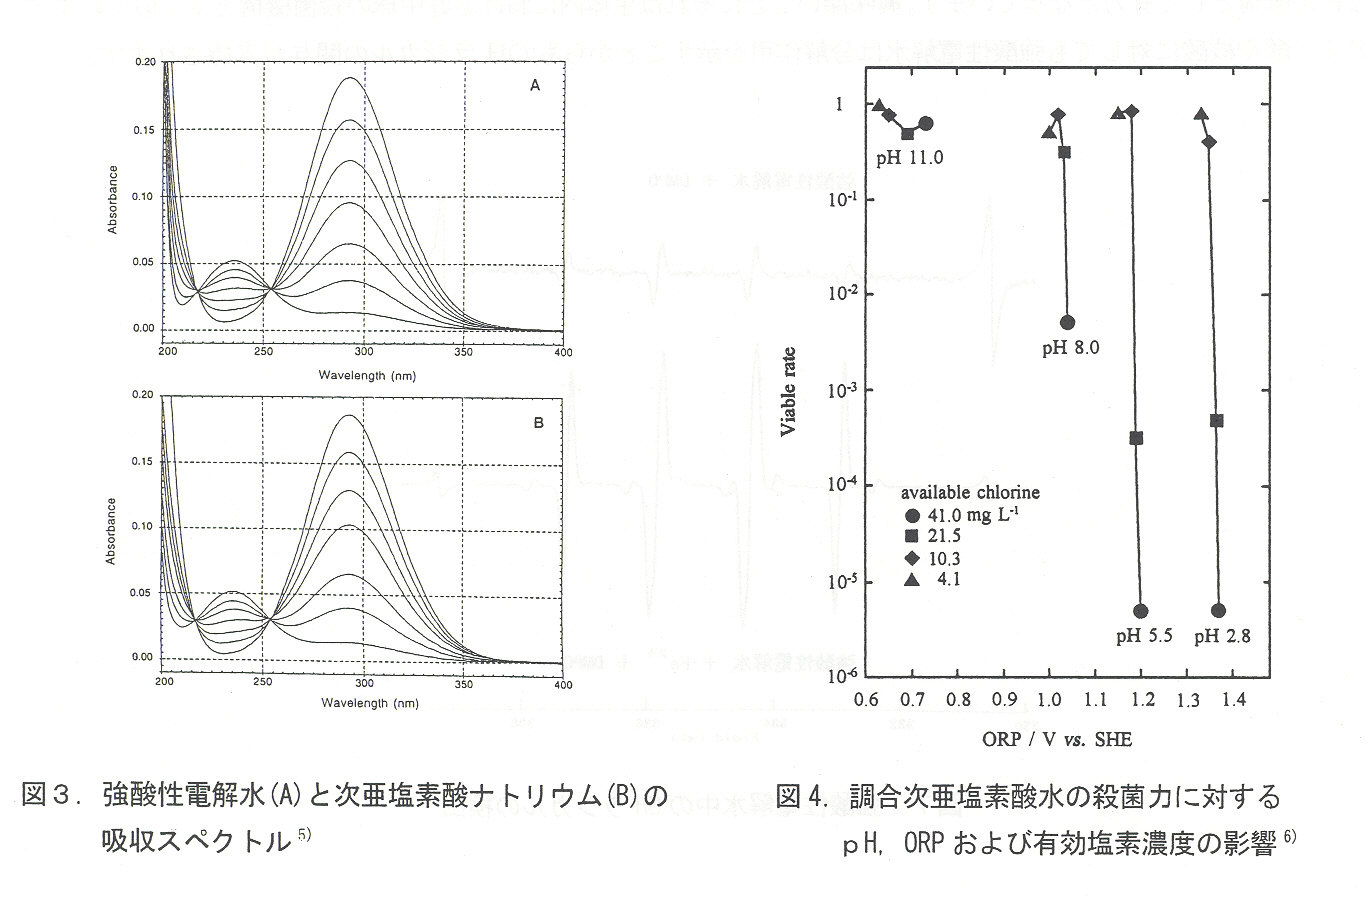 0.20
A
0.15
0.10
0.05
0.00
Absorbance
200 250 300 350 400
Wavelength (nm)
0.20
B
0.15
0.10
0.05
0.00
Absorbance
200 250 300 350 400
Wavelength (nm)
図3. 強酸性電解水(A)と次亜塩素酸ナトリウム(B)の
吸収スペクトル5)
1
10-1
10-2
10-3
10-4
10-5
10-6
Viable rate
pH 11.0
pH 8.0
available chlorine
41.0 mg L-1
21.5
10.3
4.1
pH 5.5 pH 2.8
0.6 0.7 0.8 0.9 1.0 1.1 1.2 1.3 1.4
ORP / V vs. SHE
図4. 調合次亜塩素酸水の殺菌力に対する
pH, ORPおよび有効塩素濃度の影響6)